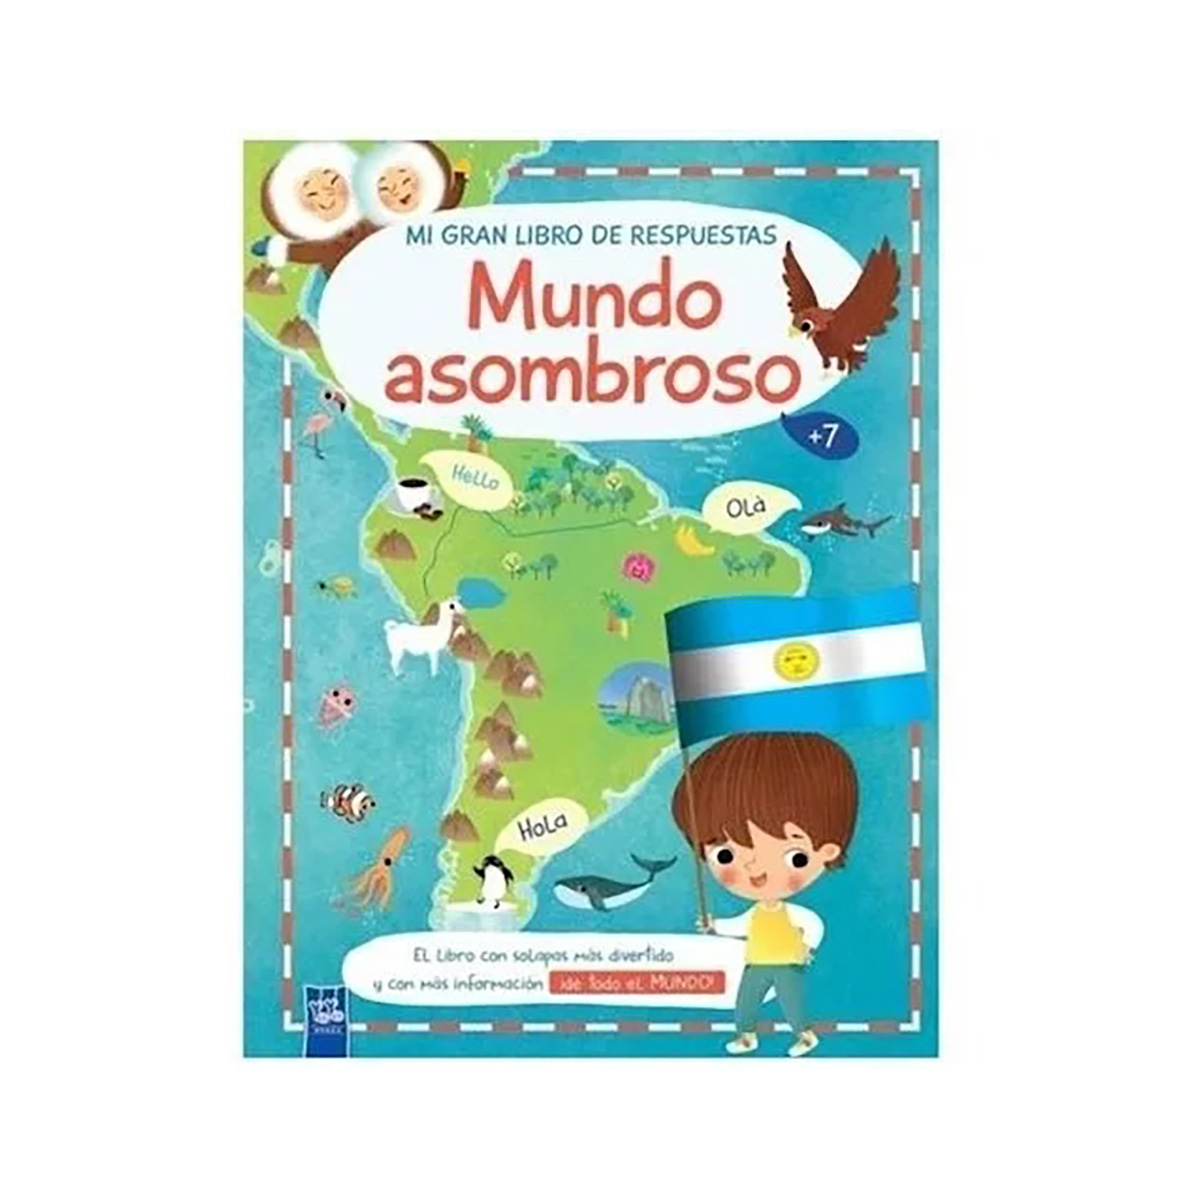 MI GRAN LIBRO DE RESPUESTAS
Mundo
asombroso
+7
Hello
Olà
Hola
EL Libro con solapas más divertido
y con más información ¡de todo el MUNDO!